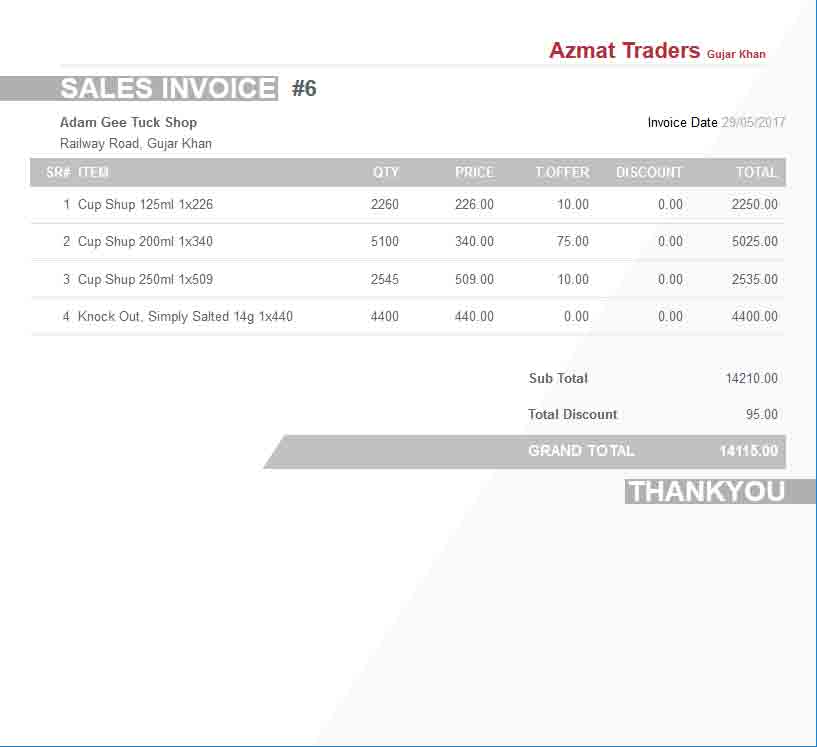 Azmat Traders Gujar Khan
SALES INVOICE #6
Adam Gee Tuck Shop Invoice Date 29/05/2017
Railway Road, Gujar Khan
SR# ITEM QTY PRICE T.OFFER DISCOUNT TOTAL
1 Cup Shup 125ml 1x226 2260 226.00 10.00 0.00 2250.00
2 Cup Shup 200ml 1x340 5100 340.00 75.00 0.00 5025.00
3 Cup Shup 250ml 1x509 2545 509.00 10.00 0.00 2535.00
4 Knock Out, Simply Salted 14g 1x440 4400 440.00 0.00 0.00 4400.00
Sub Total 14210.00
Total Discount 95.00
GRAND TOTAL 14115.00
THANKYOU